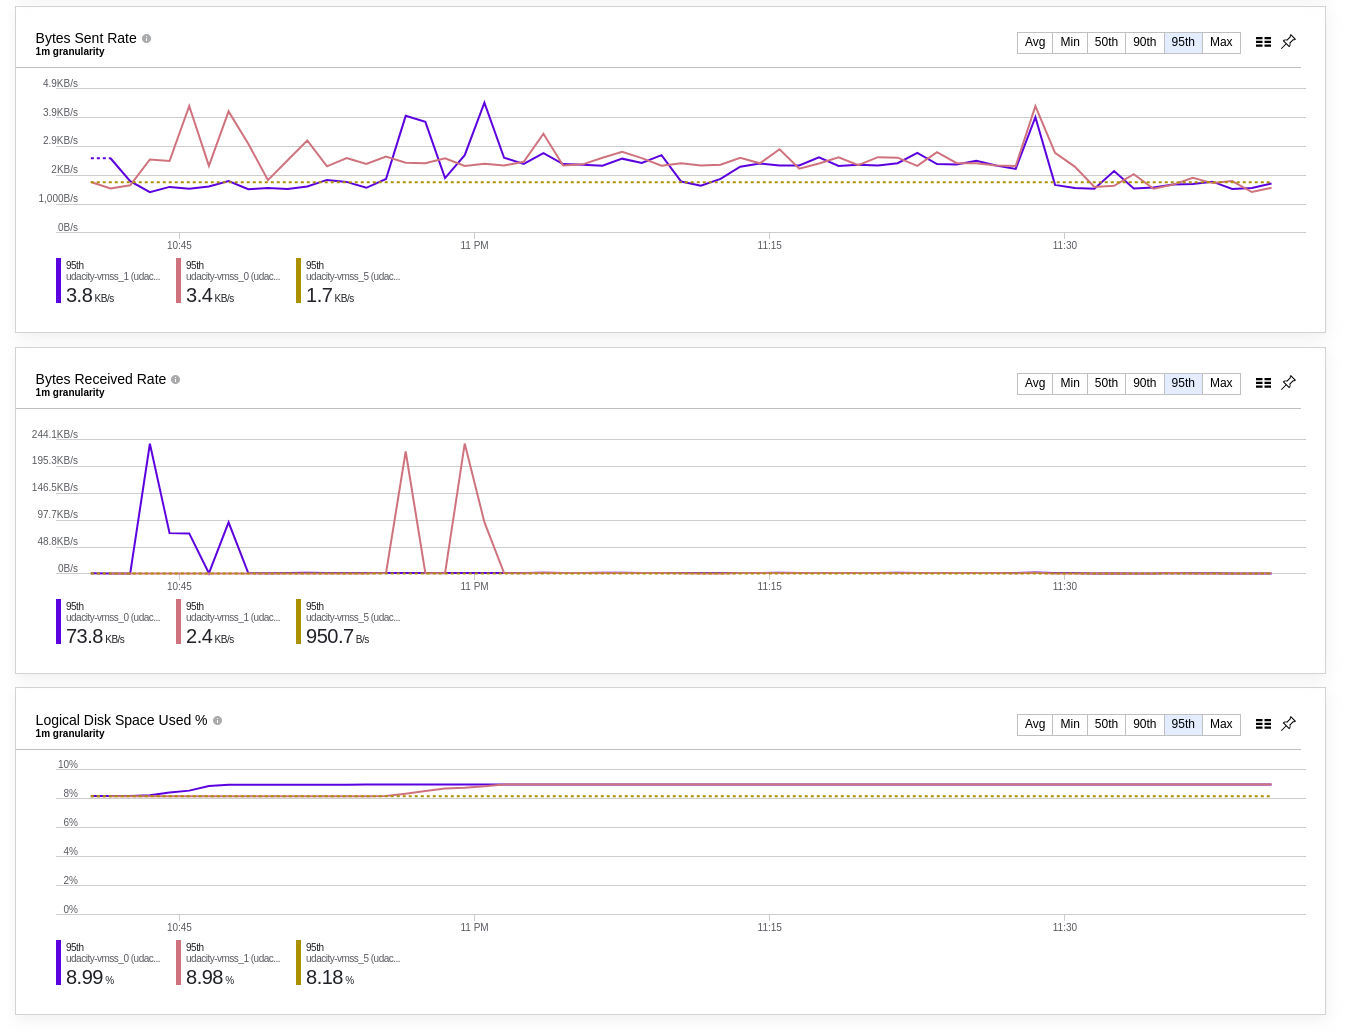 Bytes Sent Rate
1m granularity
Avg Min 50th 90th 95th Max
4.9KB/s
3.9KB/s
2.9KB/s
2KB/s
1,000B/s
0B/s
10:45 11 PM 11:15 11:30
95th 95th 95th
udacity-vmss_1 (udac... udacity-vmss_0 (udac... udacity-vmss_5 (udac...
3.8 KB/s 3.4 KB/s 1.7 KB/s
Bytes Received Rate
1m granularity
Avg Min 50th 90th 95th Max
244.1KB/s
195.3KB/s
146.5KB/s
97.7KB/s
48.8KB/s
0B/s
10:45 11 PM 11:15 11:30
95th 95th 95th
udacity-vmss_0 (udac... udacity-vmss_1 (udac... udacity-vmss_5 (udac...
73.8 KB/s 2.4 KB/s 950.7 B/s
Logical Disk Space Used %
1m granularity
Avg Min 50th 90th 95th Max
10%
8%
6%
4%
2%
0%
10:45 11 PM 11:15 11:30
95th 95th 95th
udacity-vmss_0 (udac... udacity-vmss_1 (udac... udacity-vmss_5 (udac...
8.99 % 8.98 % 8.18 %